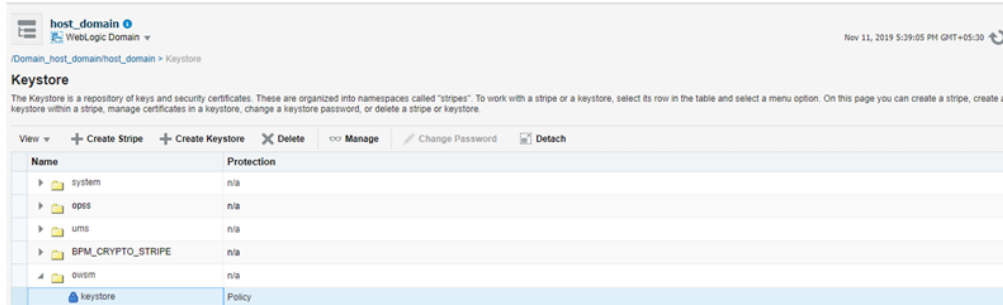 host_domain
WebLogic Domain
Nov 11, 2019 5:39:05 PM GMT+05:30
/Domain_host_domain/host_domain > Keystore
Keystore
The Keystore is a repository of keys and security certificates. These are organized into namespaces called "stripes". To work with a stripe or a keystore, select its row in the table and select a menu option. On this page you can create a stripe, create a
keystore within a stripe, manage certificates in a keystore, change a keystore password, or delete a stripe or keystore.
View Create Stripe Create Keystore Delete Manage Change Password Detach
Name Protection
system n/a
opss n/a
ums n/a
BPM_CRYPTO_STRIPE n/a
owsm n/a
keystore Policy